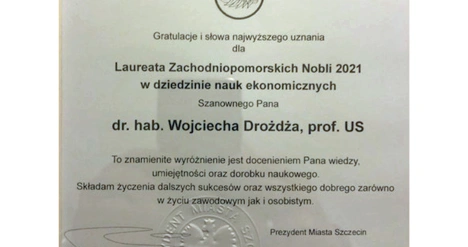 Gratulacje i słowa najwyższego uznania
dla
Laureata Zachodniopomorskich Nobli 2021
w dziedzinie nauk ekonomicznych
Szanownego Pana
dr. hab. Wojciecha Drożdża, prof. US
To znamienite wyróżnienie jest docenieniem Pana wiedzy,
umiejętności oraz dorobku naukowego.
Składam życzenia dalszych sukcesów oraz wszystkiego dobrego zarówno
w życiu zawodowym jak i osobistym.
Prezydent Miasta Szczecin